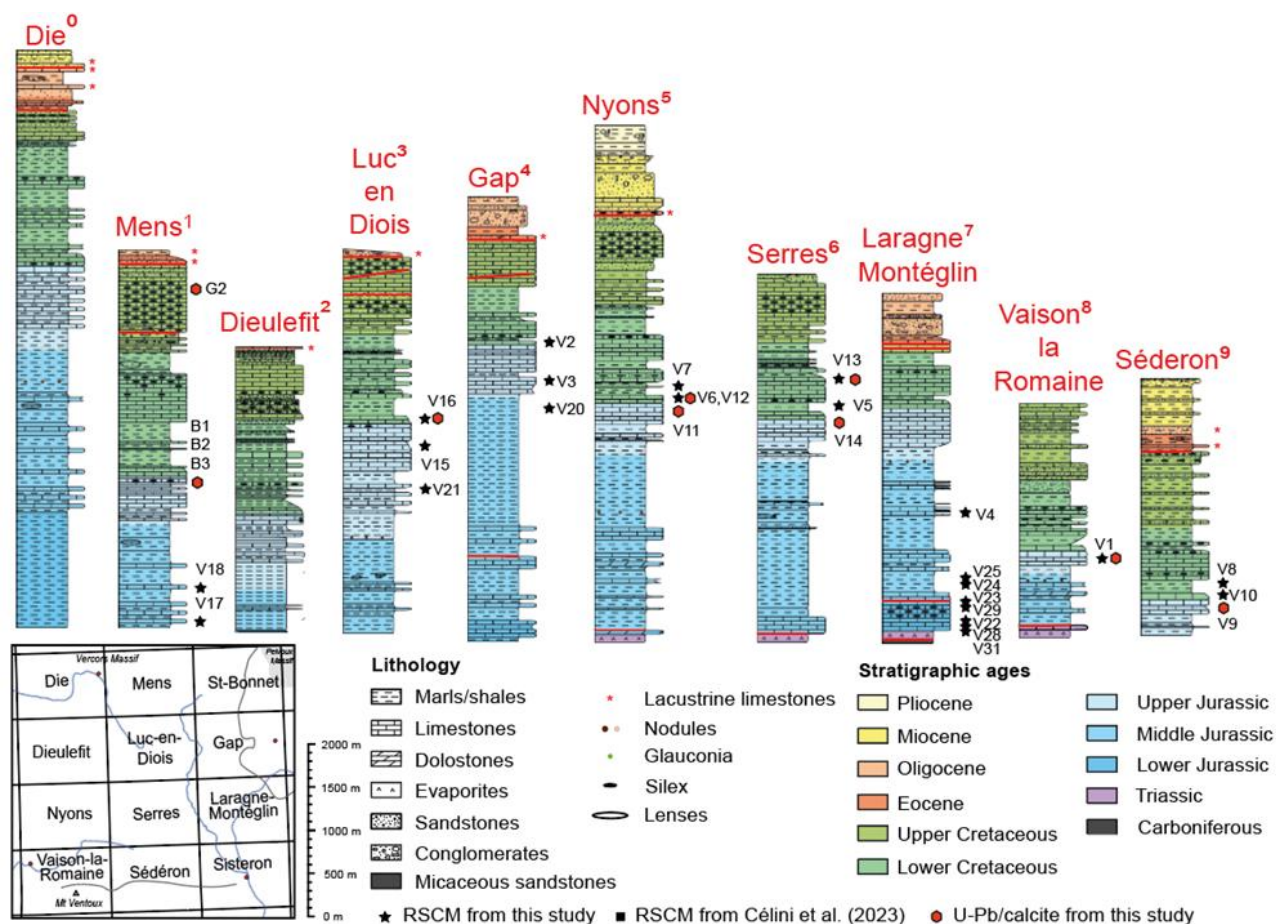 Die⁰
Mens¹
G2
B1
B2
B3
V18
V17
Dieulefit²
Luc³
en
Diois
V16
V15
V21
Gap⁴
V2
V3
V20
Nyons⁵
V7
V6,V12
V11
Serres⁶
V13
V5
V14
Laragne⁷
Montéglin
V4
V25
V24
V23
V29
V22
V28
V31
Vaison⁸
la
Romaine
V1
Séderon⁹
V8
V10
V9
Vercors Massif
Pelvoux
Massif
Die
Mens
St-Bonnet
Dieulefit
Luc-en-
Diois
Gap
Nyons
Serres
Laragne-
Montéglin
Vaison-la-
Romaine
Sédéron
Sisteron
Mt Ventoux
2000 m
1500 m
1000 m
500 m
0 m
Lithology
Marls/shales
Limestones
Dolostones
Evaporites
Sandstones
Conglomerates
Micaceous sandstones
Lacustrine limestones
Nodules
Glauconia
Silex
Lenses
Stratigraphic ages
Pliocene
Miocene
Oligocene
Eocene
Upper Cretaceous
Lower Cretaceous
Upper Jurassic
Middle Jurassic
Lower Jurassic
Triassic
Carboniferous
RSCM from this study
RSCM from Célini et al. (2023)
U-Pb/calcite from this study